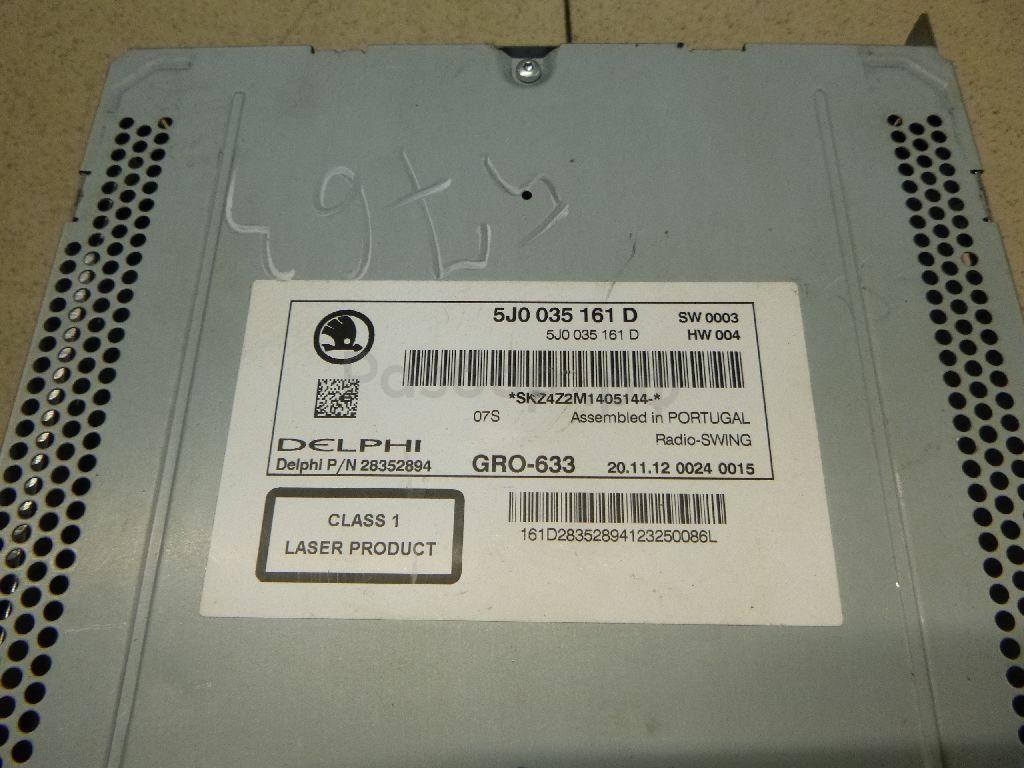 5J0 035 161 D SW 0003
5J0 035 161 D HW 004
*SKZ4Z2M1405144-*
07S Assembled in PORTUGAL
Radio-SWING
DELPHI
Delphi P/N 28352894 GRO-633 20.11.12 0024 0015
CLASS 1
LASER PRODUCT
161D28352894123250086L